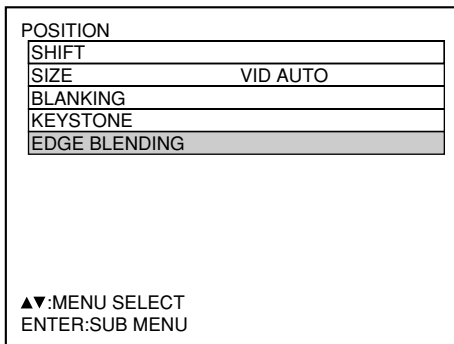 POSITION
SHIFT
SIZE VID AUTO
BLANKING
KEYSTONE
EDGE BLENDING
▲▼:MENU SELECT
ENTER:SUB MENU